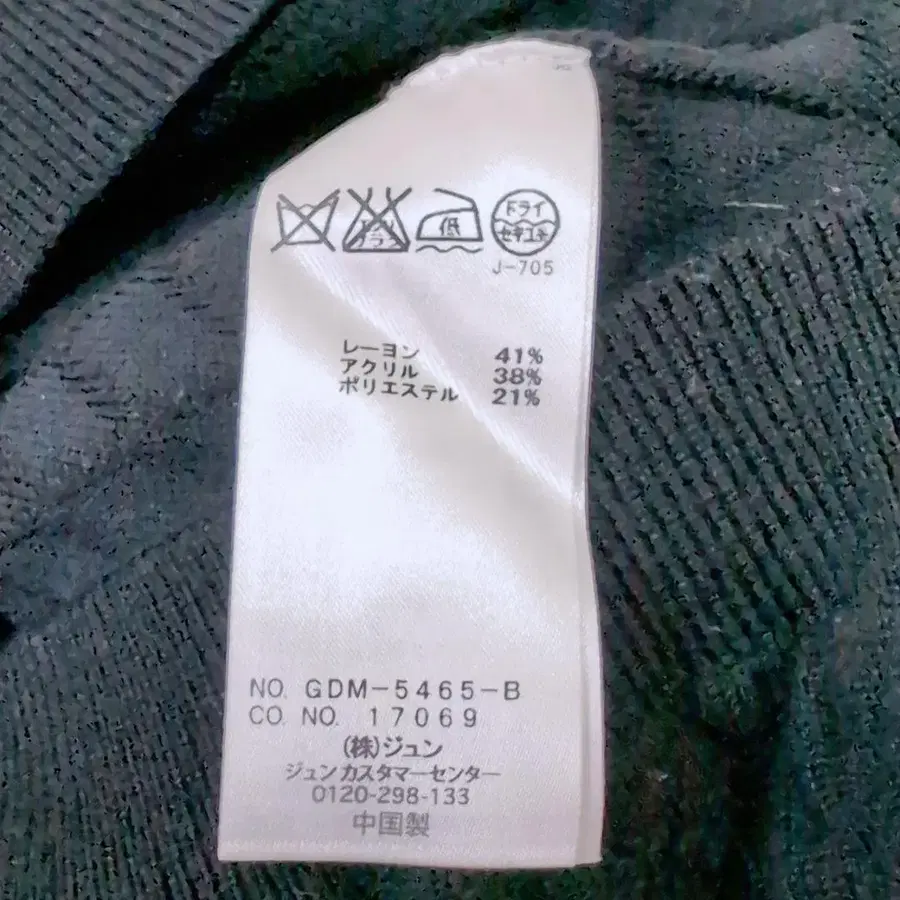 低
ドライ
セキユ系
J-705
レーヨン 41%
アクリル 38%
ポリエステル 21%
NO. GDM-5465-B
CO. NO. 17069
(株)ジュン
ジュンカスタマーセンター
0120-298-133
中国製